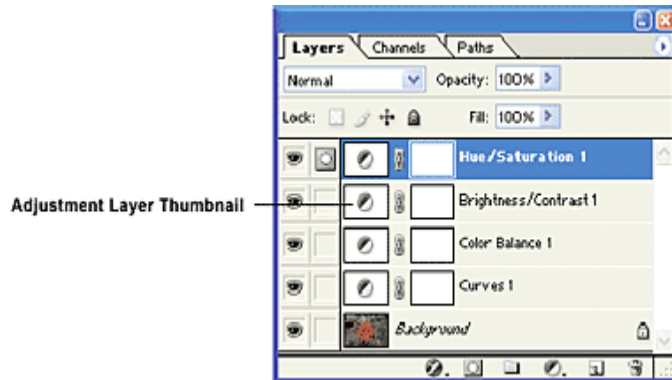 Layers Channels Paths
Normal Opacity: 100%
Lock: Fill: 100%
Hue/Saturation 1
Adjustment Layer Thumbnail Brightness/Contrast 1
Color Balance 1
Curves 1
Background